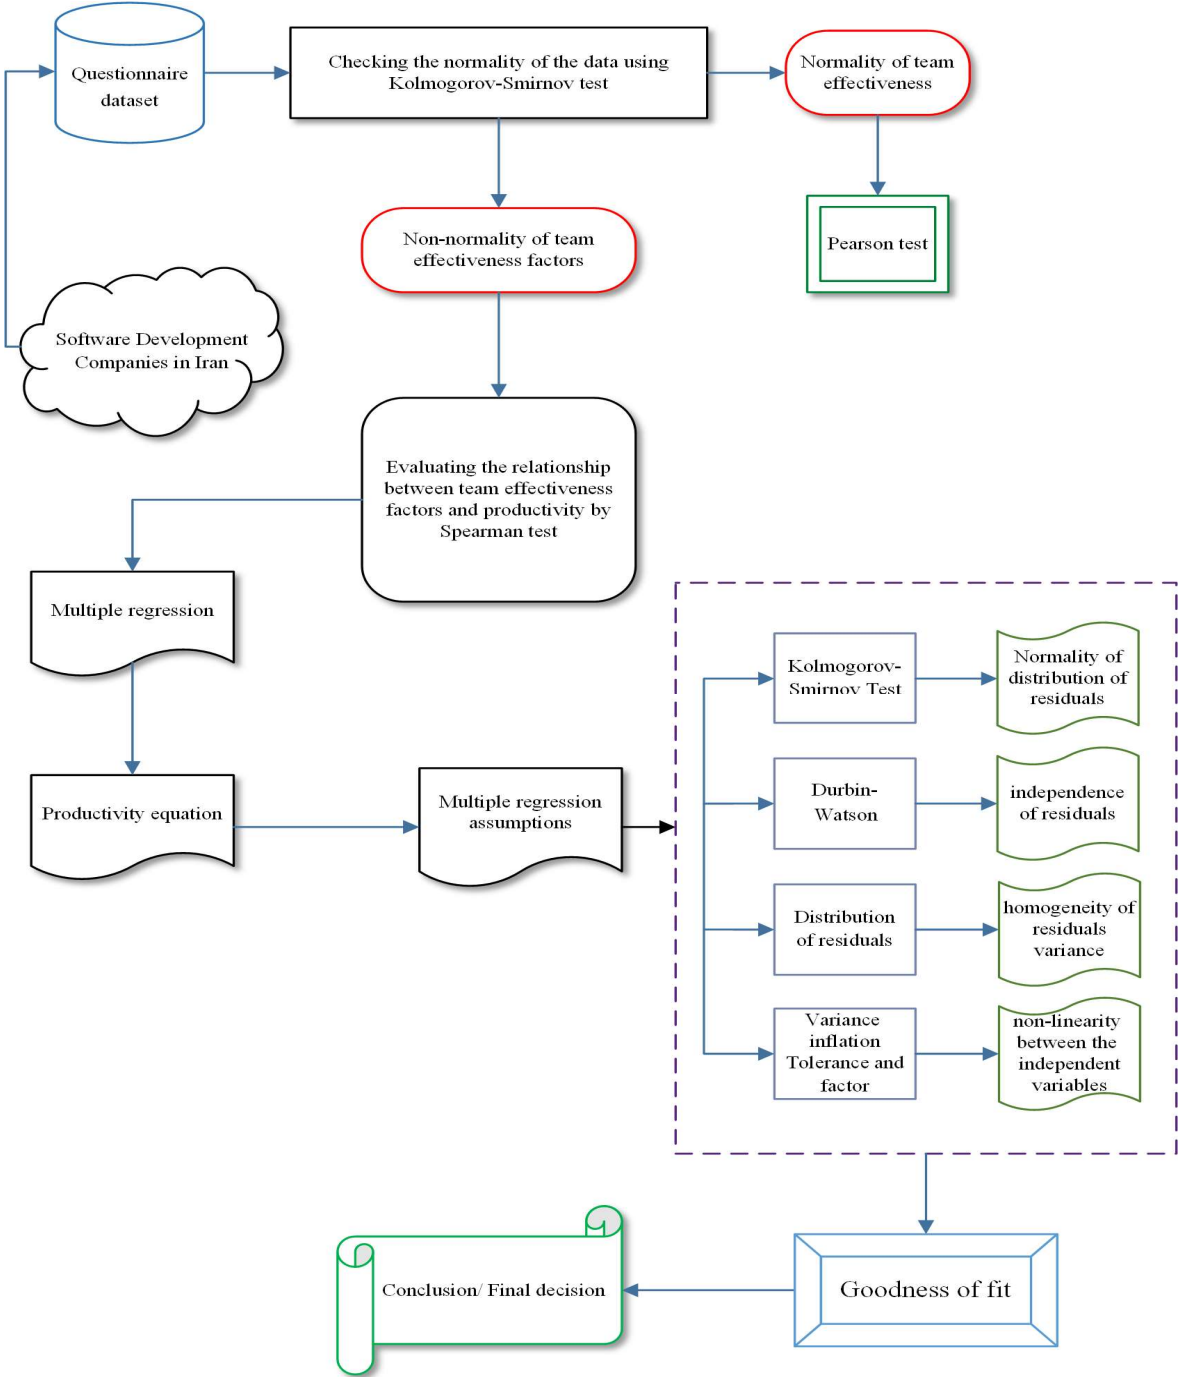 Questionnaire
dataset
Checking the normality of the data using
Kolmogorov-Smirnov test
Normality of team
effectiveness
Pearson test
Non-normality of team
effectiveness factors
Software Development
Companies in Iran
Evaluating the relationship
between team effectiveness
factors and productivity by
Spearman test
Multiple regression
Productivity equation
Multiple regression
assumptions
Kolmogorov-
Smirnov Test
Normality of
distribution of
residuals
Durbin-
Watson
independence
of residuals
Distribution
of residuals
homogeneity of
residuals
variance
Variance
inflation
Tolerance and
factor
non-linearity
between the
independent
variables
Goodness of fit
Conclusion/ Final decision